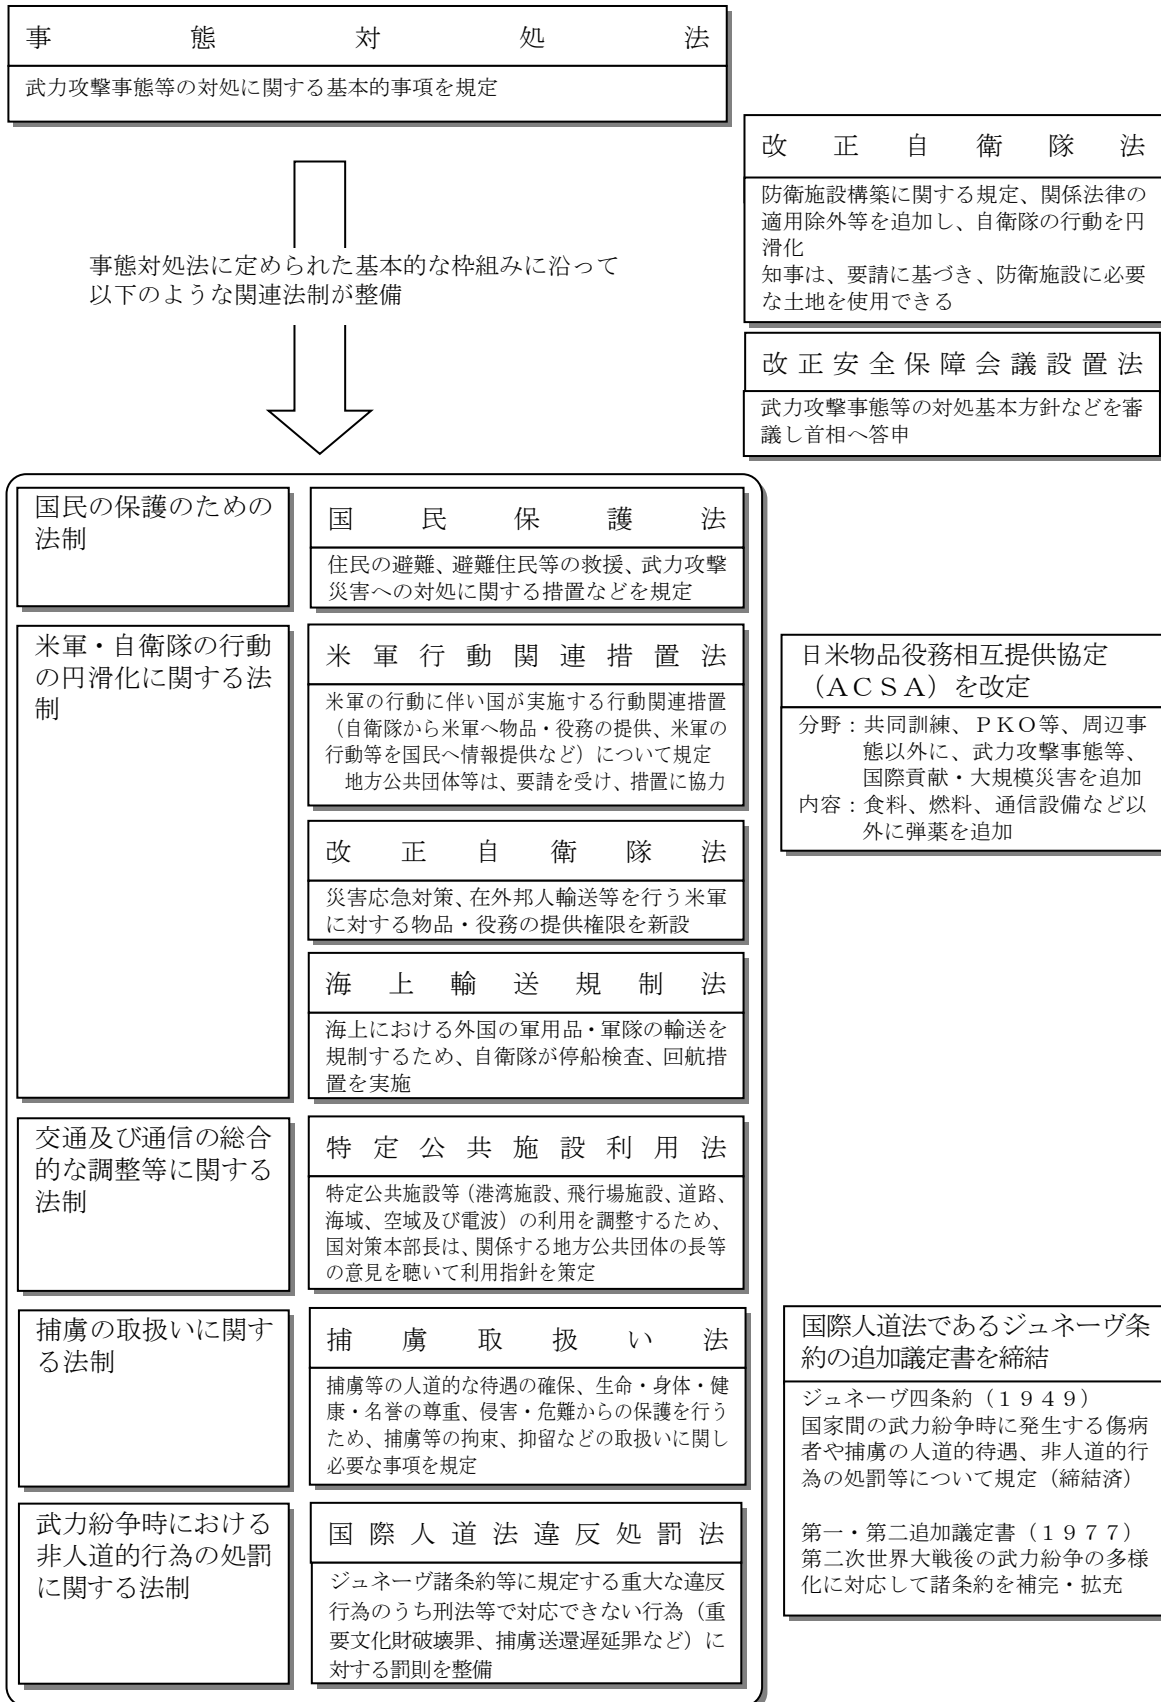 事態対処法
武力攻撃事態等の対処に関する基本的事項を規定
改正自衛隊法
防衛施設構築に関する規定、関係法律の
適用除外等を追加し、自衛隊の行動を円
滑化
知事は、要請に基づき、防衛施設に必要
な土地を使用できる
事態対処法に定められた基本的な枠組みに沿って
以下のような関連法制が整備
改正安全保障会議設置法
武力攻撃事態等の対処基本方針などを審
議し首相へ答申
国民の保護のための
法制
国民保護法
住民の避難、避難住民等の救援、武力攻撃
災害への対処に関する措置などを規定
米軍・自衛隊の行動
の円滑化に関する法
制
米軍行動関連措置法
米軍の行動に伴い国が実施する行動関連措置
（自衛隊から米軍へ物品・役務の提供、米軍の
行動等を国民へ情報提供など）について規定
地方公共団体等は、要請を受け、措置に協力
日米物品役務相互提供協定
（ＡＣＳＡ）を改定
分野：共同訓練、ＰＫＯ等、周辺事
態以外に、武力攻撃事態等、
国際貢献・大規模災害を追加
内容：食料、燃料、通信設備など以
外に弾薬を追加
改正自衛隊法
災害応急対策、在外邦人輸送等を行う米軍
に対する物品・役務の提供権限を新設
海上輸送規制法
海上における外国の軍用品・軍隊の輸送を
規制するため、自衛隊が停船検査、回航措
置を実施
交通及び通信の総合
的な調整等に関する
法制
特定公共施設利用法
特定公共施設等（港湾施設、飛行場施設、道路、
海域、空域及び電波）の利用を調整するため、
国対策本部長は、関係する地方公共団体の長等
の意見を聴いて利用指針を策定
捕虜の取扱いに関す
る法制
捕虜取扱い法
捕虜等の人道的な待遇の確保、生命・身体・健
康・名誉の尊重、侵害・危難からの保護を行う
ため、捕虜等の拘束、抑留などの取扱いに関し
必要な事項を規定
国際人道法であるジュネーヴ条
約の追加議定書を締結
ジュネーヴ四条約（１９４９）
国家間の武力紛争時に発生する傷病
者や捕虜の人道的待遇、非人道的行
為の処罰等について規定（締結済）
第一・第二追加議定書（１９７７）
第二次世界大戦後の武力紛争の多様
化に対応して諸条約を補完・拡充
武力紛争時における
非人道的行為の処罰
に関する法制
国際人道法違反処罰法
ジュネーヴ諸条約等に規定する重大な違反
行為のうち刑法等で対応できない行為（重
要文化財破壊罪、捕虜送還遅延罪など）に
対する罰則を整備